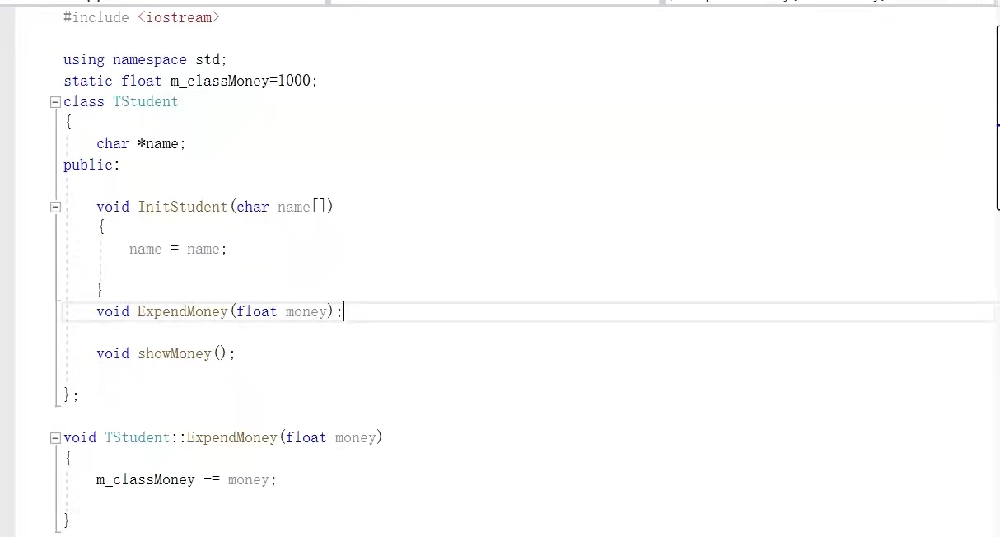 #include <iostream>
using namespace std;
static float m_classMoney=1000;
class TStudent
{
char *name;
public:
void InitStudent(char name[])
{
name = name;
}
void ExpendMoney(float money);
void showMoney();
};
void TStudent::ExpendMoney(float money)
{
m_classMoney -= money;
}